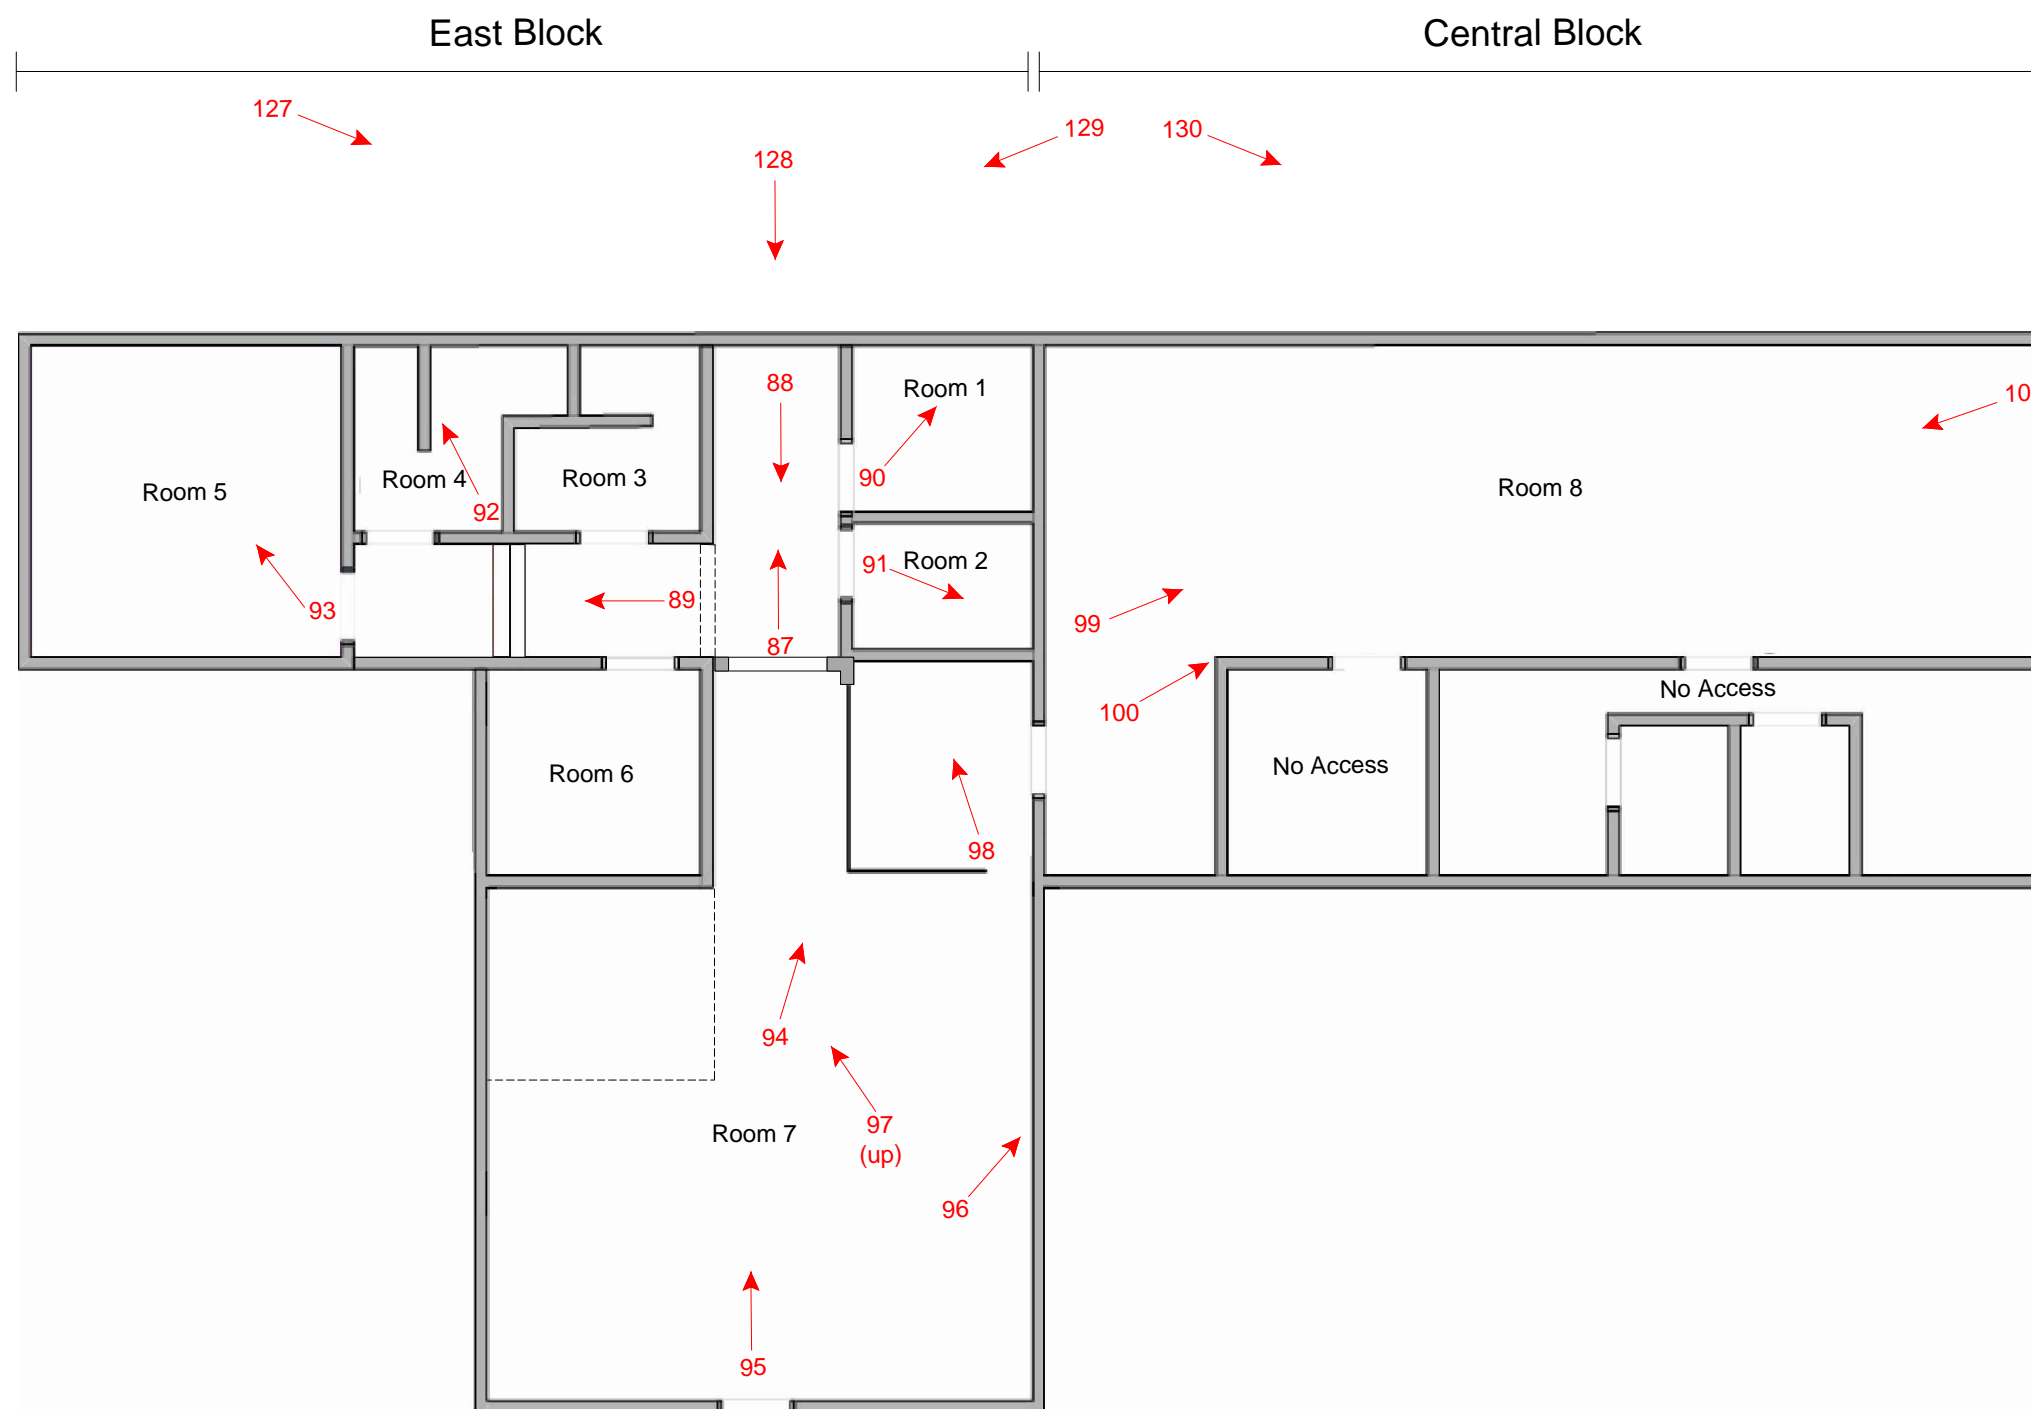 East Block
Central Block
127
128
129
130
88
Room 1
10
90
Room 5
Room 4
Room 3
92
Room 8
91
Room 2
93
89
99
87
100
No Access
Room 6
No Access
98
94
97
(up)
Room 7
96
95